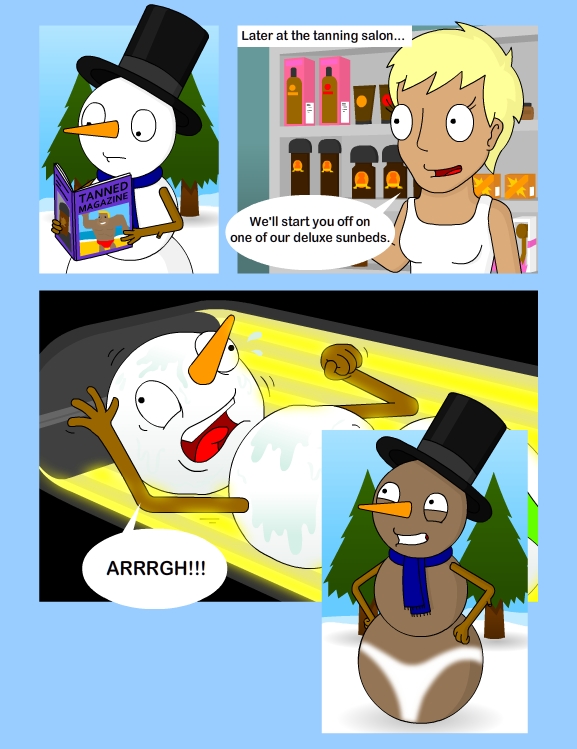 TANNED
MAGAZINE
Later at the tanning salon...
We'll start you off on
one of our deluxe sunbeds.
ARRRGH!!!